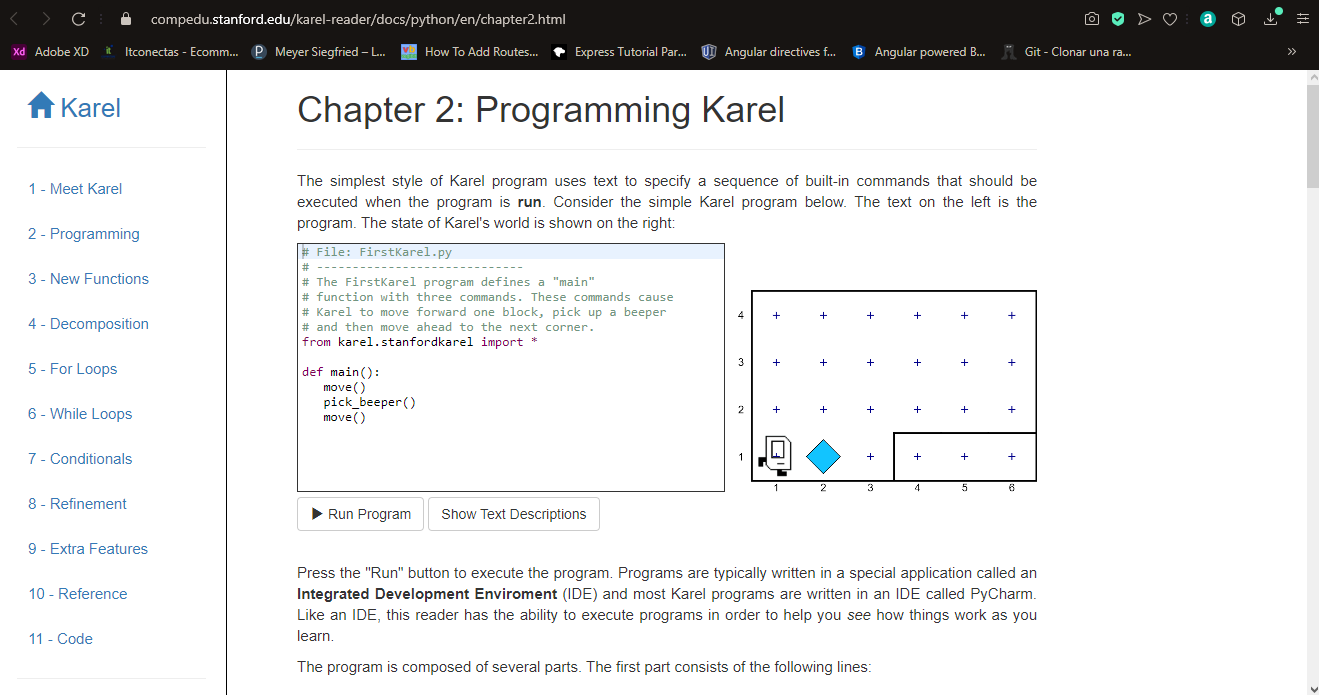 compedu.stanford.edu/karel-reader/docs/python/en/chapter2.html
Xd Adobe XD it Itconectas - Ecomm... P Meyer Siegfried – L... How To Add Routes... Express Tutorial Par... UI Angular directives f... B Angular powered B... Git - Clonar una ra... »
Karel
1 - Meet Karel
2 - Programming
3 - New Functions
4 - Decomposition
5 - For Loops
6 - While Loops
7 - Conditionals
8 - Refinement
9 - Extra Features
10 - Reference
11 - Code
Chapter 2: Programming Karel
The simplest style of Karel program uses text to specify a sequence of built-in commands that should be
executed when the program is run. Consider the simple Karel program below. The text on the left is the
program. The state of Karel's world is shown on the right:
# File: FirstKarel.py
# ----------------------------
# The FirstKarel program defines a "main"
# function with three commands. These commands cause
# Karel to move forward one block, pick up a beeper
# and then move ahead to the next corner.
from karel.stanfordkarel import *
def main():
move()
pick_beeper()
move()
4
3
2
1
1 2 3 4 5 6
Run Program Show Text Descriptions
Press the "Run" button to execute the program. Programs are typically written in a special application called an
Integrated Development Enviroment (IDE) and most Karel programs are written in an IDE called PyCharm.
Like an IDE, this reader has the ability to execute programs in order to help you see how things work as you
learn.
The program is composed of several parts. The first part consists of the following lines: